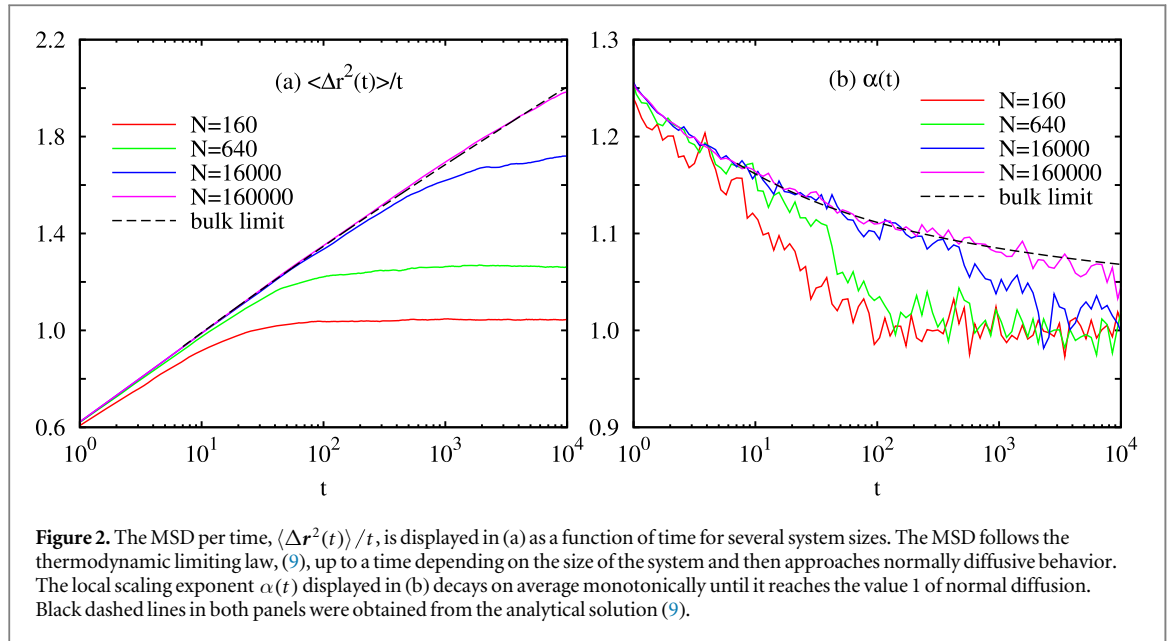 2.2
1.8
1.4
1.0
0.6
(a) <Δr²(t)>/t
N=160
N=640
N=16000
N=160000
bulk limit
10⁰ 10¹ 10² 10³ 10⁴
t
1.3
1.2
1.1
1.0
0.9
(b) α(t)
N=160
N=640
N=16000
N=160000
bulk limit
10⁰ 10¹ 10² 10³ 10⁴
t
Figure 2. The MSD per time, ⟨Δr²(t)⟩/t, is displayed in (a) as a function of time for several system sizes. The MSD follows the
thermodynamic limiting law, (9), up to a time depending on the size of the system and then approaches normally diffusive behavior.
The local scaling exponent α(t) displayed in (b) decays on average monotonically until it reaches the value 1 of normal diffusion.
Black dashed lines in both panels were obtained from the analytical solution (9).